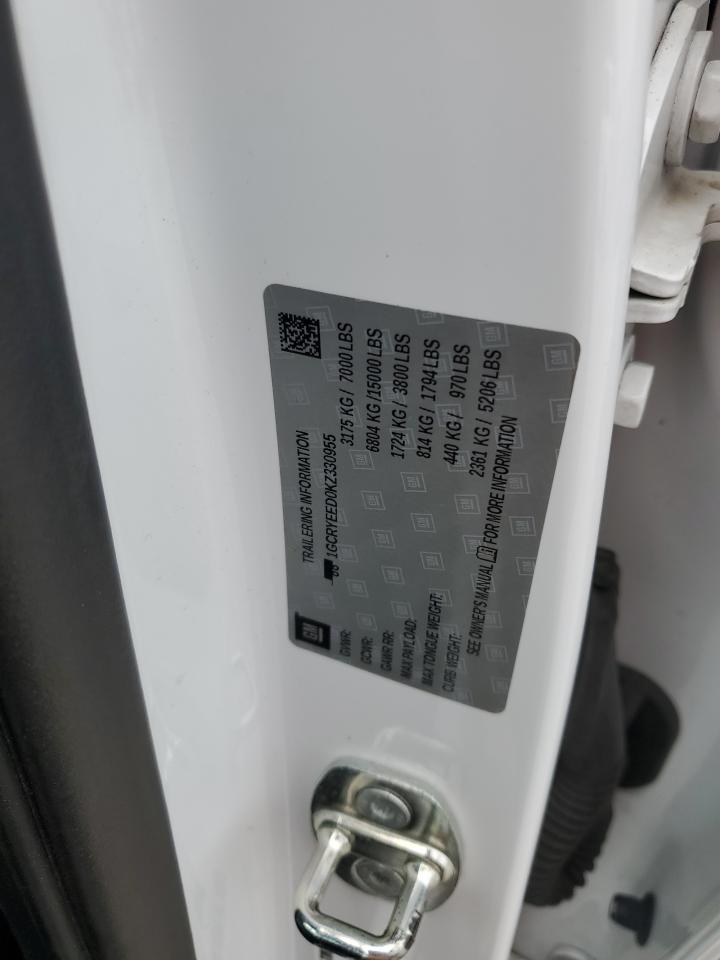 TRAILERING INFORMATION
1GCRYEED0KZ330955
GM
GVWR: 3175 KG / 7000 LBS
GCWR: 6804 KG /15000 LBS
GAWR RR: 1724 KG / 3800 LBS
MAX PAYLOAD: 814 KG / 1794 LBS
MAX TONGUE WEIGHT: 440 KG / 970 LBS
CURB WEIGHT: 2361 KG / 5206 LBS
SEE OWNER'S MANUAL FOR MORE INFORMATION